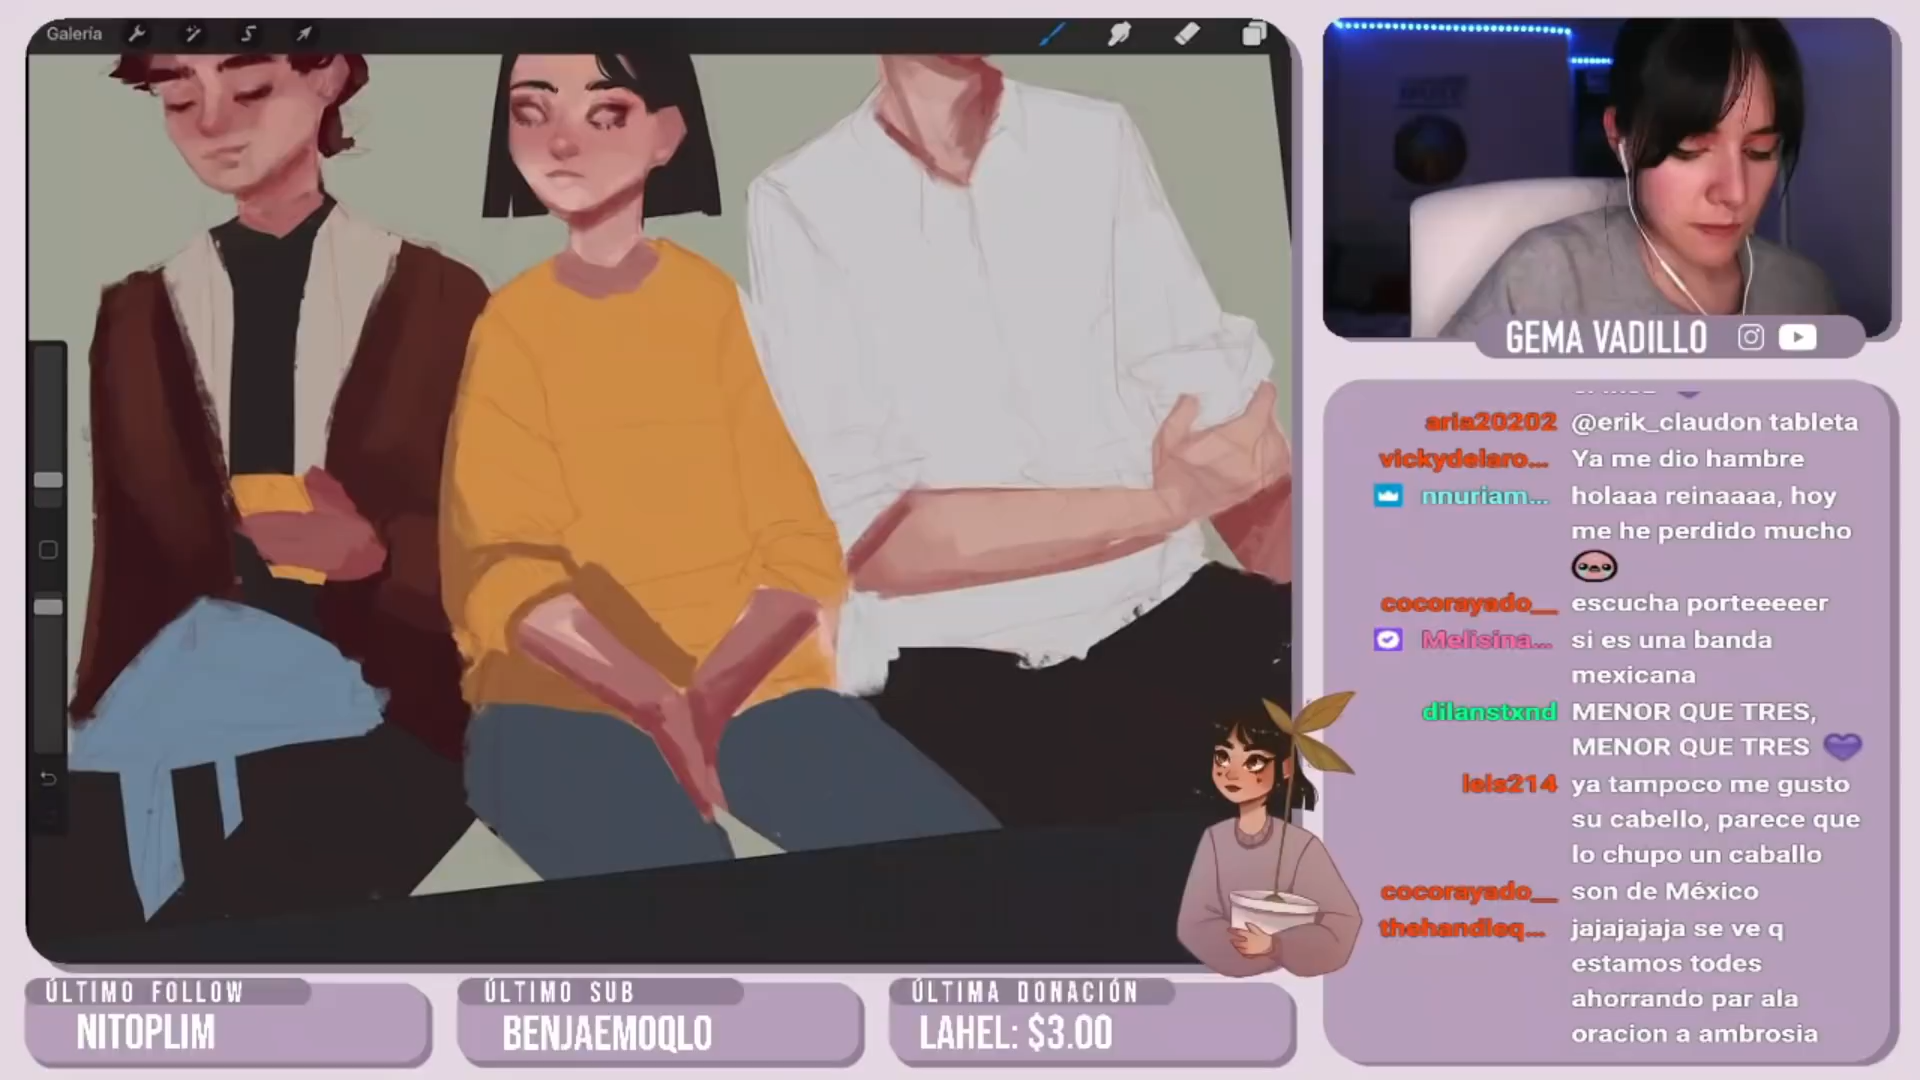 Galería
GEMA VADILLO
aria20202 @erik_claudon tableta
vickydelaro... Ya me dio hambre
nnuriam... holaaa reinaaaa, hoy
me he perdido mucho
cocorayado__ escucha porteeeeer
Melisina... si es una banda
mexicana
dilanstxnd MENOR QUE TRES,
MENOR QUE TRES
lels214 ya tampoco me gusto
su cabello, parece que
lo chupo un caballo
cocorayado__ son de México
thehandleq... jajajajaja se ve q
estamos todes
ahorrando par ala
oracion a ambrosia
ÚLTIMO FOLLOW
NITOPLIM
ÚLTIMO SUB
BENJAEMOQLO
ÚLTIMA DONACIÓN
LAHEL: $3.00